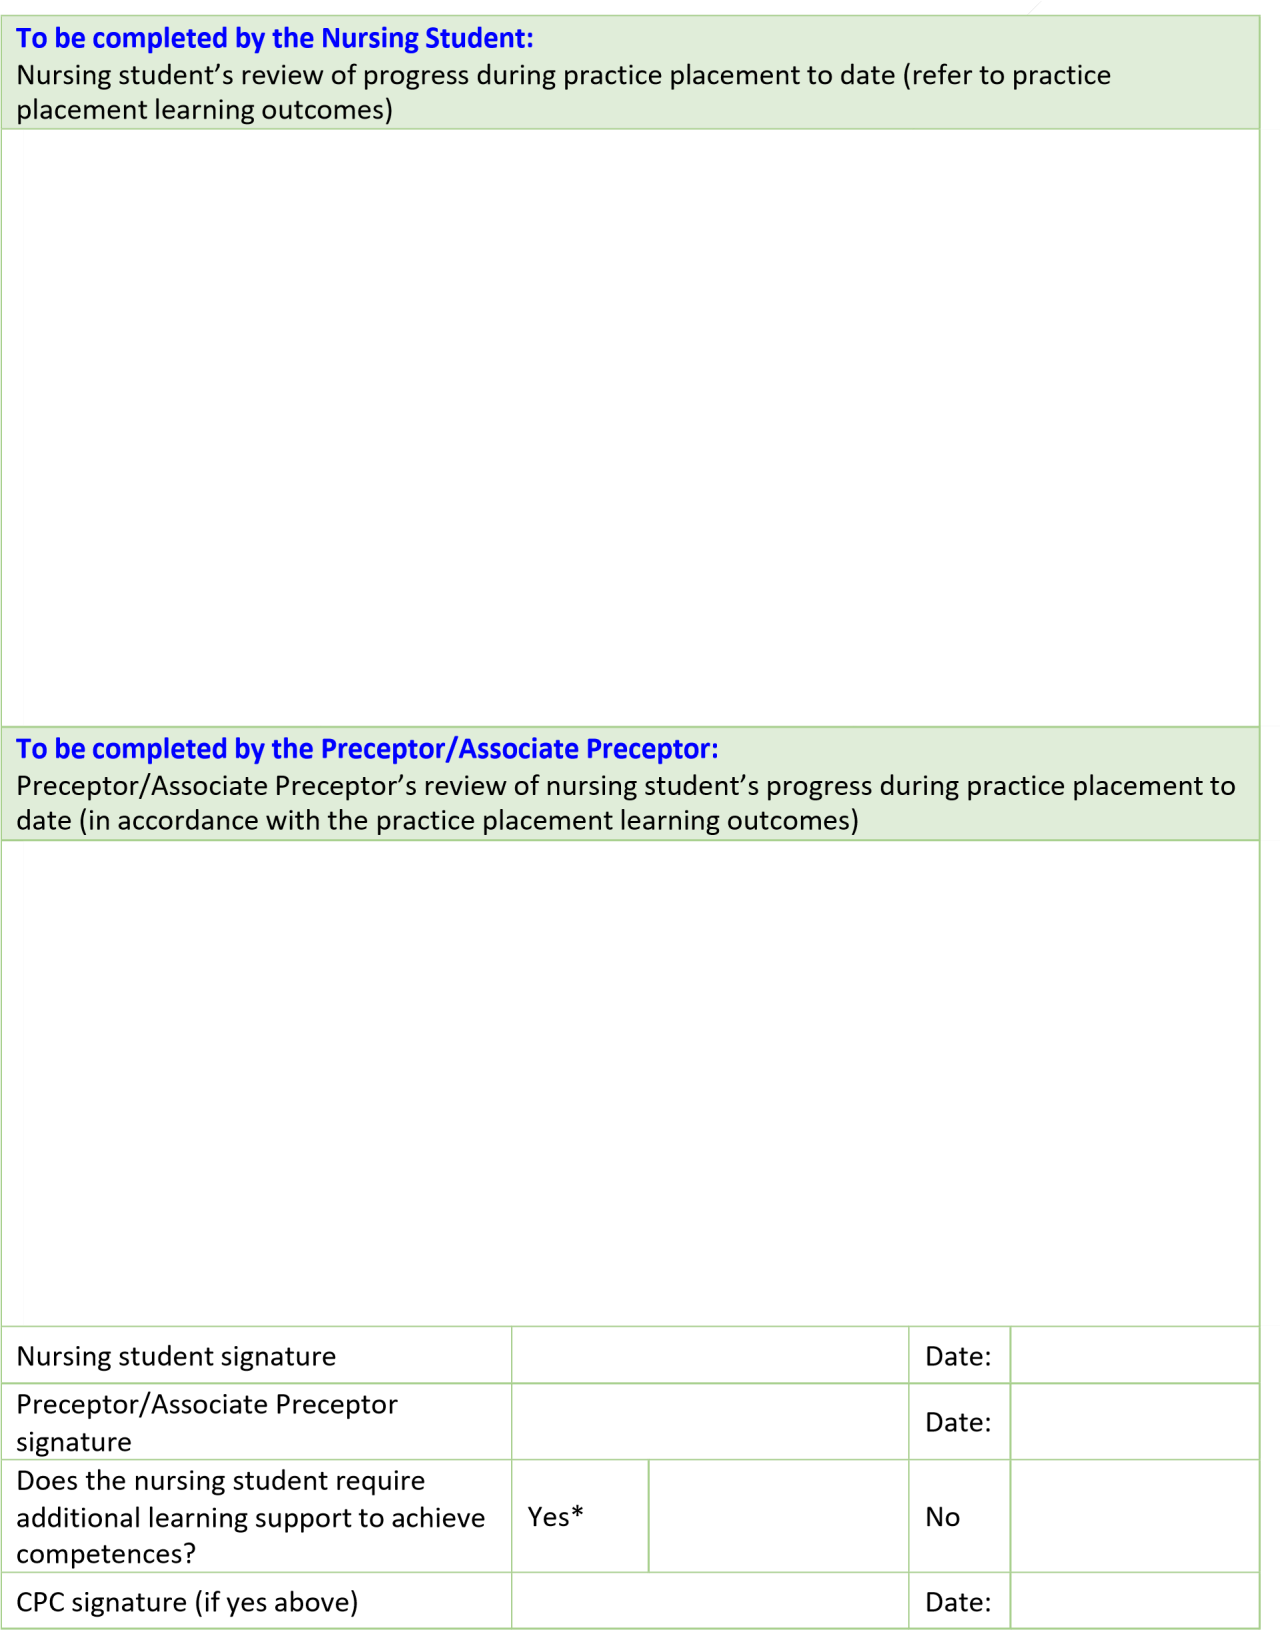 To be completed by the Nursing Student:
Nursing student’s review of progress during practice placement to date (refer to practice
placement learning outcomes)
To be completed by the Preceptor/Associate Preceptor:
Preceptor/Associate Preceptor’s review of nursing student’s progress during practice placement to
date (in accordance with the practice placement learning outcomes)
Nursing student signature
Date:
Preceptor/Associate Preceptor
signature
Date:
Does the nursing student require
additional learning support to achieve
competences?
Yes*
No
CPC signature (if yes above)
Date: